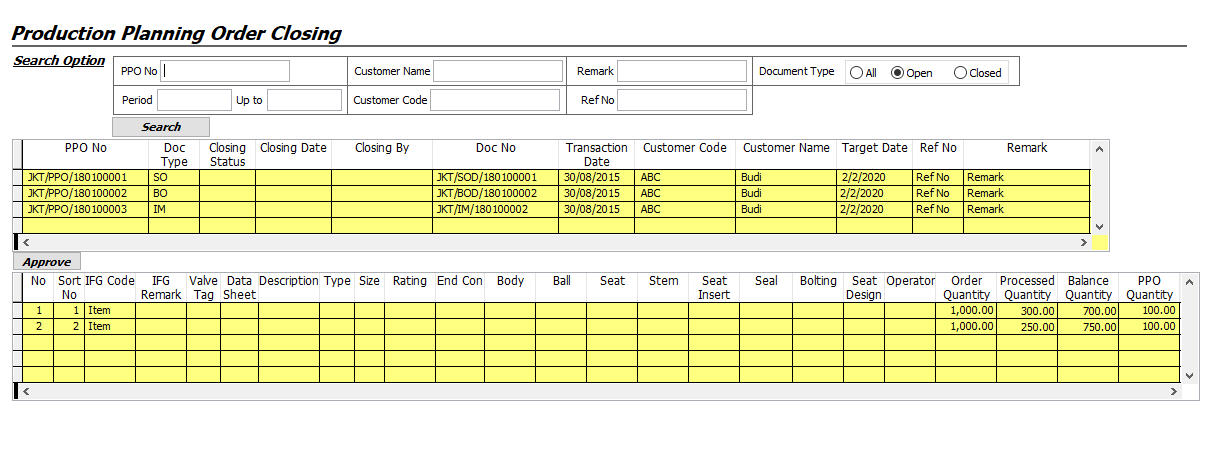 Production Planning Order Closing
Search Option
PPO No Customer Name Remark Document Type All Open Closed
Period Up to Customer Code Ref No
Search
PPO No Doc Type Closing Status Closing Date Closing By Doc No Transaction Date Customer Code Customer Name Target Date Ref No Remark
JKT/PPO/180100001 SO JKT/SOD/180100001 30/08/2015 ABC Budi 2/2/2020 Ref No Remark
JKT/PPO/180100002 BO JKT/BOD/180100002 30/08/2015 ABC Budi 2/2/2020 Ref No Remark
JKT/PPO/180100003 IM JKT/IM/180100002 30/08/2015 ABC Budi 2/2/2020 Ref No Remark
Approve
No Sort No IFG Code IFG Remark Valve Tag Data Sheet Description Type Size Rating End Con Body Ball Seat Stem Seat Insert Seal Bolting Seat Design Operator Order Quantity Processed Quantity Balance Quantity PPO Quantity
1 1 Item 1,000.00 300.00 700.00 100.00
2 2 Item 1,000.00 250.00 750.00 100.00